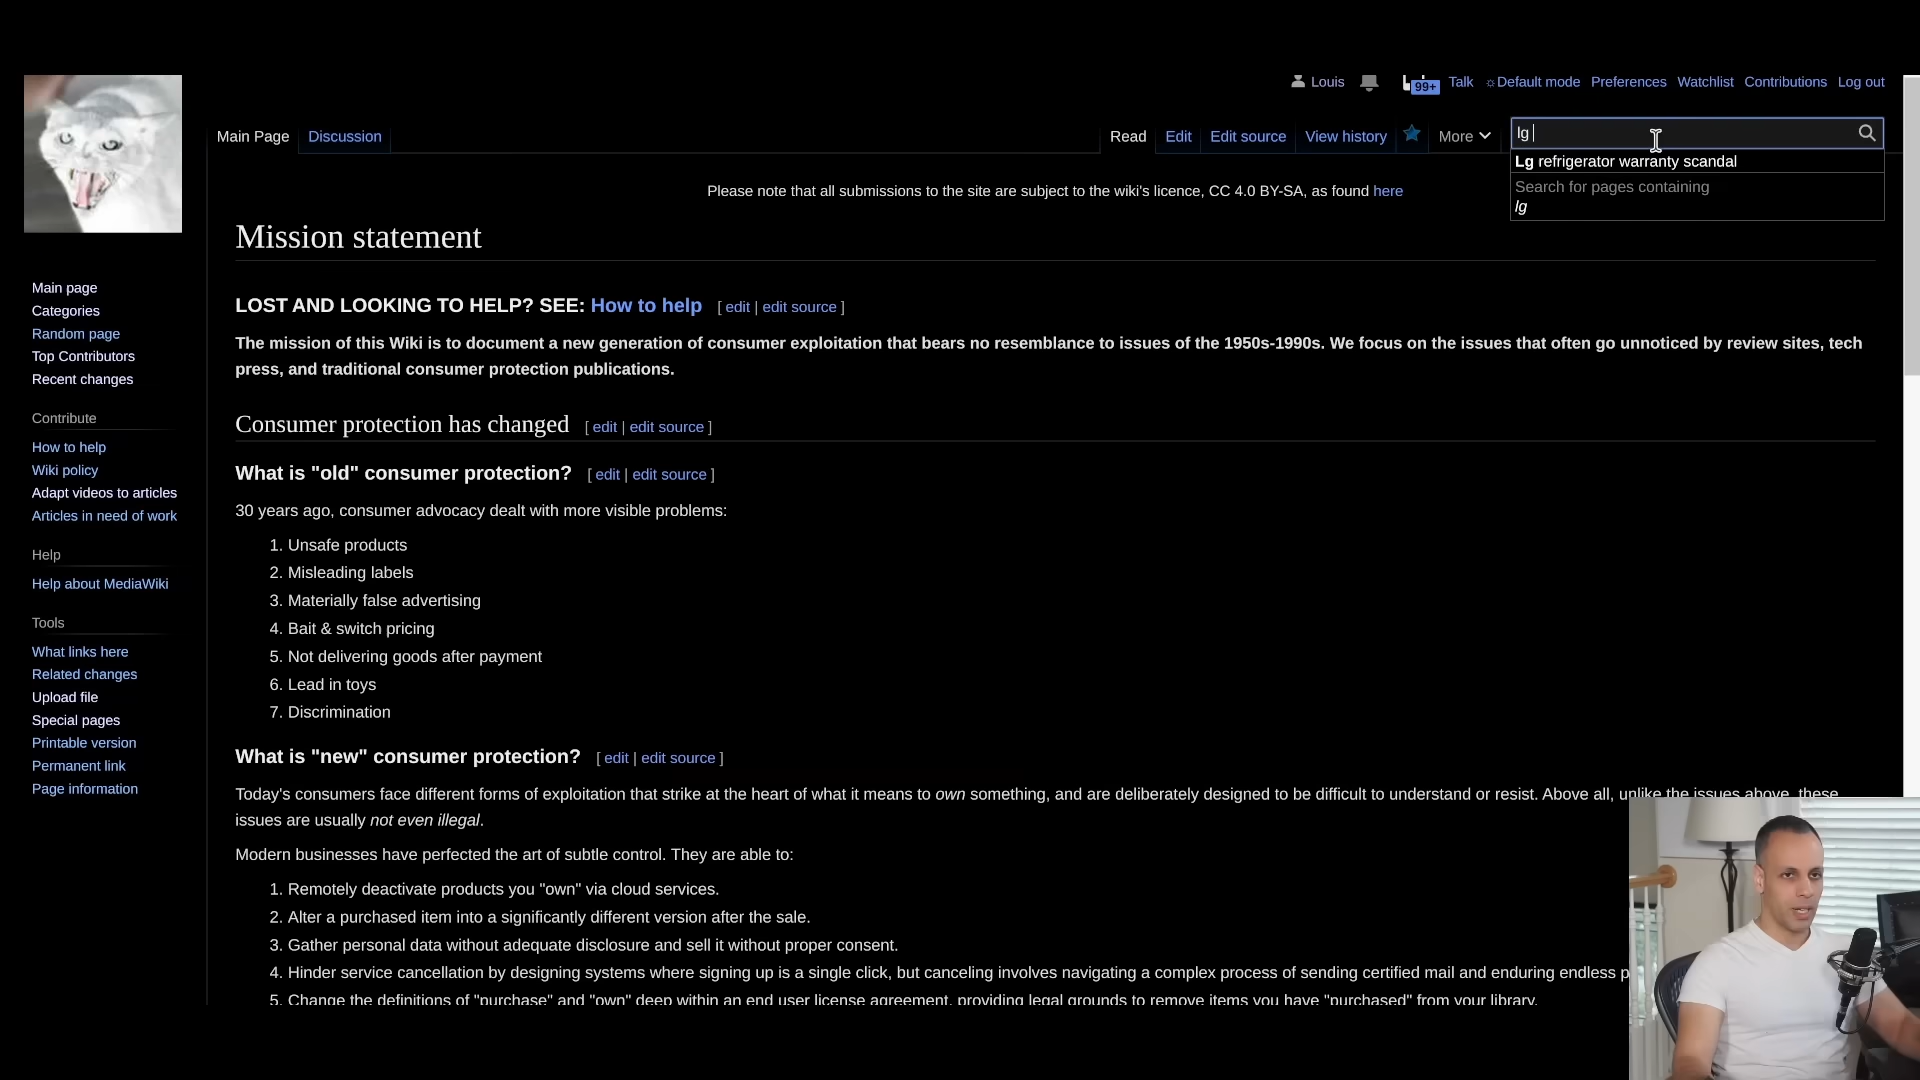 Louis
99+
Talk
Default mode
Preferences
Watchlist
Contributions
Log out
Main Page
Discussion
Read
Edit
Edit source
View history
More
lg
Lg refrigerator warranty scandal
Search for pages containing
lg
Please note that all submissions to the site are subject to the wiki's licence, CC 4.0 BY-SA, as found here
Mission statement
LOST AND LOOKING TO HELP? SEE: How to help [ edit | edit source ]
The mission of this Wiki is to document a new generation of consumer exploitation that bears no resemblance to issues of the 1950s-1990s. We focus on the issues that often go unnoticed by review sites, tech
press, and traditional consumer protection publications.
Consumer protection has changed [ edit | edit source ]
What is "old" consumer protection? [ edit | edit source ]
30 years ago, consumer advocacy dealt with more visible problems:
1. Unsafe products
2. Misleading labels
3. Materially false advertising
4. Bait & switch pricing
5. Not delivering goods after payment
6. Lead in toys
7. Discrimination
What is "new" consumer protection? [ edit | edit source ]
Today's consumers face different forms of exploitation that strike at the heart of what it means to own something, and are deliberately designed to be difficult to understand or resist. Above all, unlike the issues above, these
issues are usually not even illegal.
Modern businesses have perfected the art of subtle control. They are able to:
1. Remotely deactivate products you "own" via cloud services.
2. Alter a purchased item into a significantly different version after the sale.
3. Gather personal data without adequate disclosure and sell it without proper consent.
4. Hinder service cancellation by designing systems where signing up is a single click, but canceling involves navigating a complex process of sending certified mail and enduring endless p
5. Change the definitions of "purchase" and "own" deep within an end user license agreement, providing legal grounds to remove items you have "purchased" from your library.
Main page
Categories
Random page
Top Contributors
Recent changes
Contribute
How to help
Wiki policy
Adapt videos to articles
Articles in need of work
Help
Help about MediaWiki
Tools
What links here
Related changes
Upload file
Special pages
Printable version
Permanent link
Page information